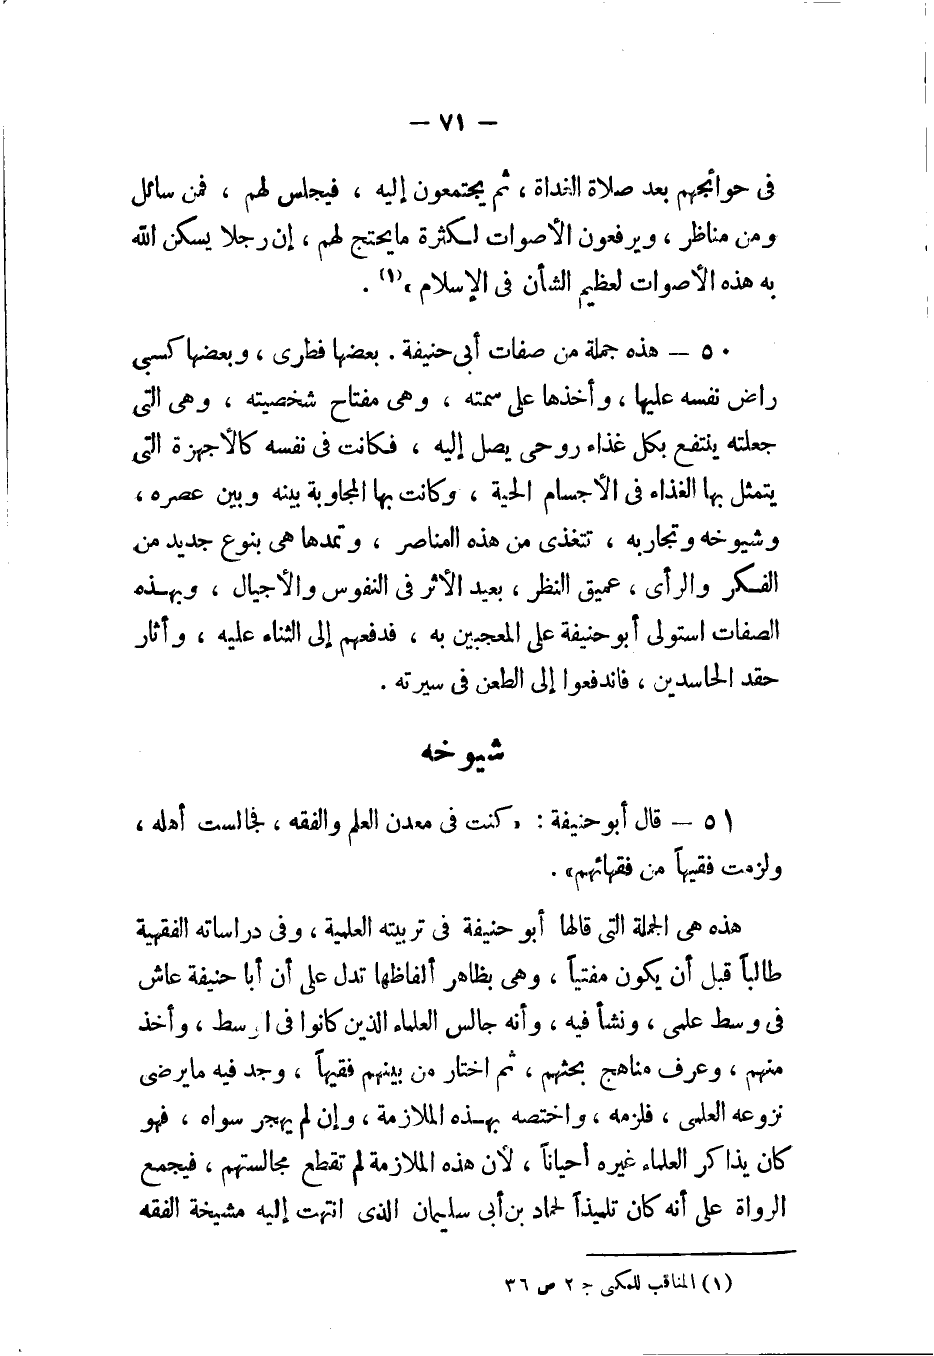 — ٧١ —
فى حوائجهم بعد صلاة الغداة ، ثم يجتمعون إليه ، فيجلس لهم ، فمن سائل
ومن مناظر ، ويرفعون الأصوات لكثرة مايحتج لهم ، إن رجلا يسكن الله
به هذه الأصوات لعظيم الشأن فى الإسلام »(١) .
٥٠ — هذه جملة من صفات أبى حنيفة . بعضها فطرى ، وبعضها كسبى
راض نفسه عليها ، وأخذها على سمته ، وهى مفتاح شخصيته ، وهى التى
جعلته ينتفع بكل غذاء روحى يصل إليه ، فكانت فى نفسه كالأجهزة التى
يتمثل بها الغذاء فى الأجسام الحية ، وكانت بها المجاوبة بينه وبين عصره ،
وشيوخه وتجاربه ، تتغذى من هذه العناصر ، وتمدها هى بنوع جديد من
الفكر والرأى ، عميق النظر ، بعيد الأثر فى النفوس والأجيال ، وبهذه
الصفات استولى أبو حنيفة على المعجبين به ، فدفعهم إلى الثناء عليه ، وأثار
حقد الحاسدين ، فاندفعوا إلى الطعن فى سيرته .
شيوخه
٥١ — قال أبو حنيفة : «كنت فى معدن العلم والفقه ، فجالست أهله ،
ولزمت فقيهاً من فقهائهم» .
هذه هى الجملة التى قالها أبو حنيفة فى تربيته العلمية ، وفى دراساته الفقهية
طالباً قبل أن يكون مفتياً ، وهى بظاهر ألفاظها تدل على أن أبا حنيفة عاش
فى وسط علمى ، ونشأ فيه ، وأنه جالس العلماء الذين كانوا فى الوسط ، وأخذ
منهم ، وعرف مناهج بحثهم ، ثم اختار من بينهم فقيهاً ، وجد فيه مايرضى
نزوعه العلمى ، فلزمه ، واختصه بهذه الملازمة ، وإن لم يهجر سواه ، فهو
كان يذاكر العلماء غيره أحياناً ، لأن هذه الملازمة لم تقطع مجالستهم ، فيجمع
الرواة على أنه كان تلميذاً لحماد بن أبى سليمان الذى انتهت إليه مشيخة الفقه
(١) المناقب للمكى ج ٢ ص ٣٦